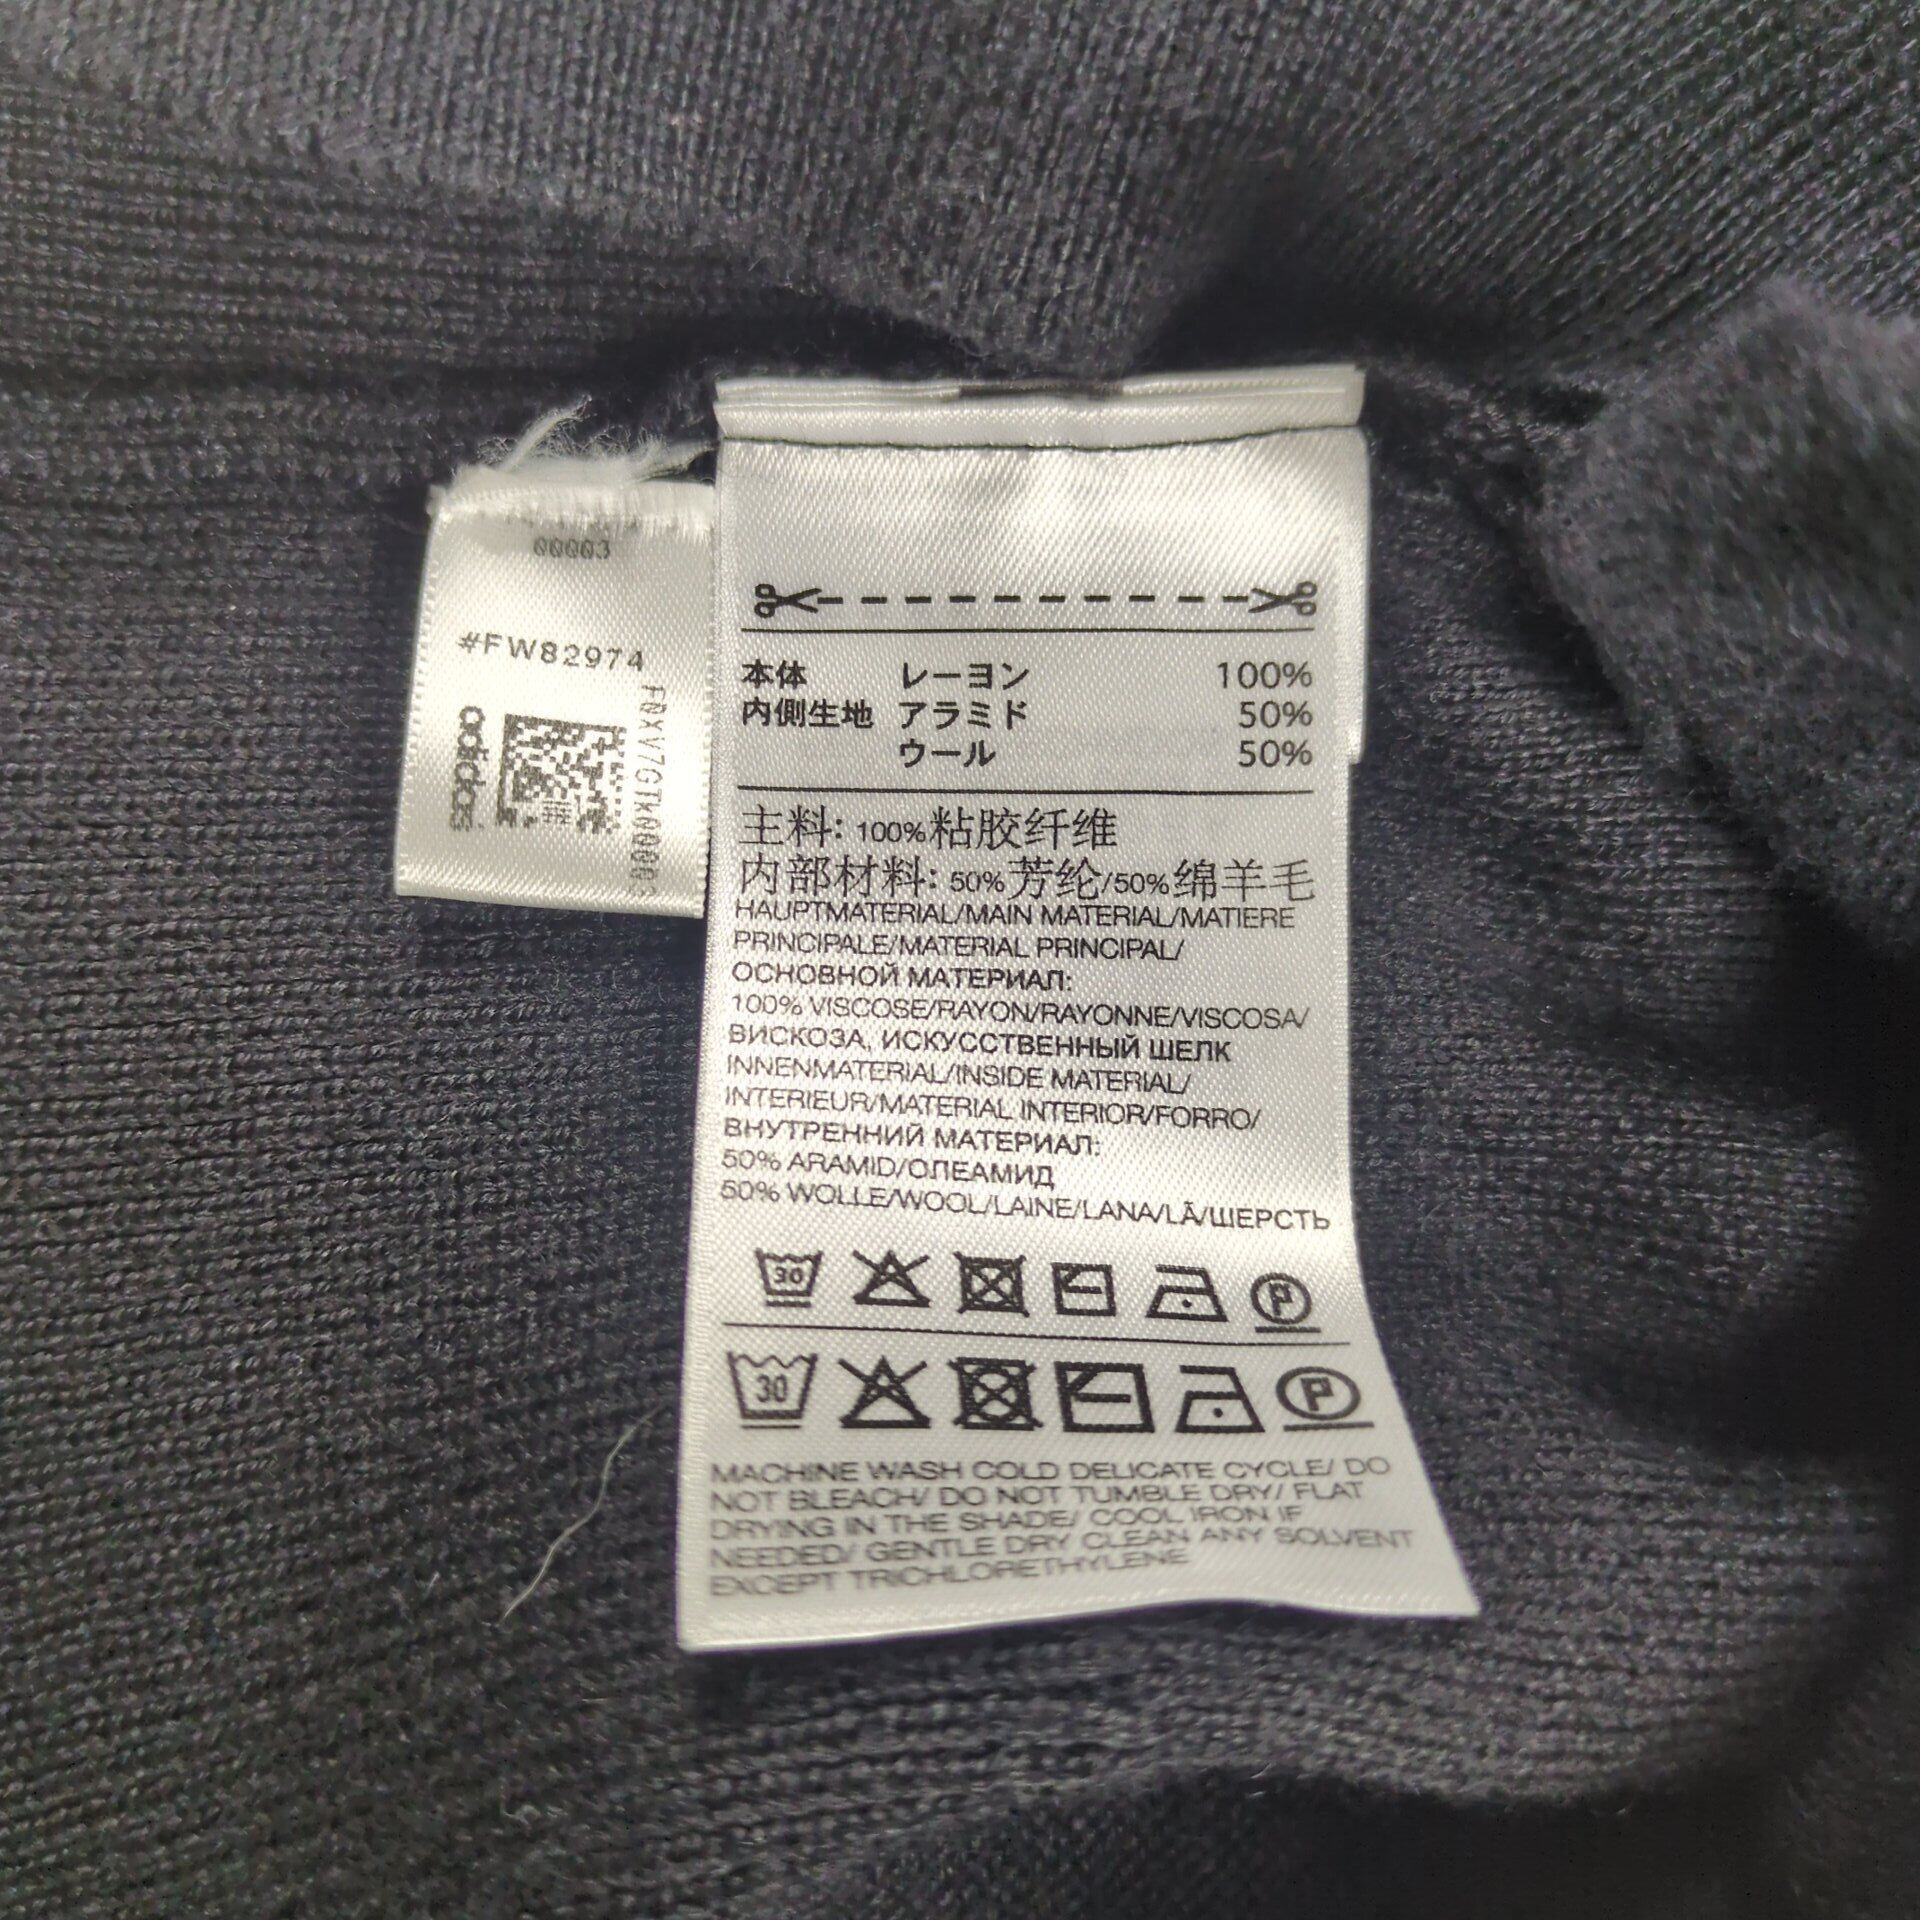 00003
#FW82974
adidas
F0XV7GTK00003
本体 レーヨン 100%
内側生地 アラミド 50%
ウール 50%
主料: 100%粘胶纤维
内部材料: 50%芳纶/50%绵羊毛
HAUPTMATERIAL/MAIN MATERIAL/MATIERE
PRINCIPALE/MATERIAL PRINCIPAL/
ОСНОВНОЙ МАТЕРИАЛ:
100% VISCOSE/RAYON/RAYONNE/VISCOSA/
ВИСКОЗА, ИСКУССТВЕННЫЙ ШЕЛК
INNENMATERIAL/INSIDE MATERIAL/
INTERIEUR/MATERIAL INTERIOR/FORRO/
ВНУТРЕННИЙ МАТЕРИАЛ:
50% ARAMID/ОЛЕАМИД
50% WOLLE/WOOL/LAINE/LANA/LÃ/ШЕРСТЬ
30 P
30 P
MACHINE WASH COLD DELICATE CYCLE/ DO
NOT BLEACH/ DO NOT TUMBLE DRY/ FLAT
DRYING IN THE SHADE/ COOL IRON IF
NEEDED/ GENTLE DRY CLEAN ANY SOLVENT
EXCEPT TRICHLORETHYLENE